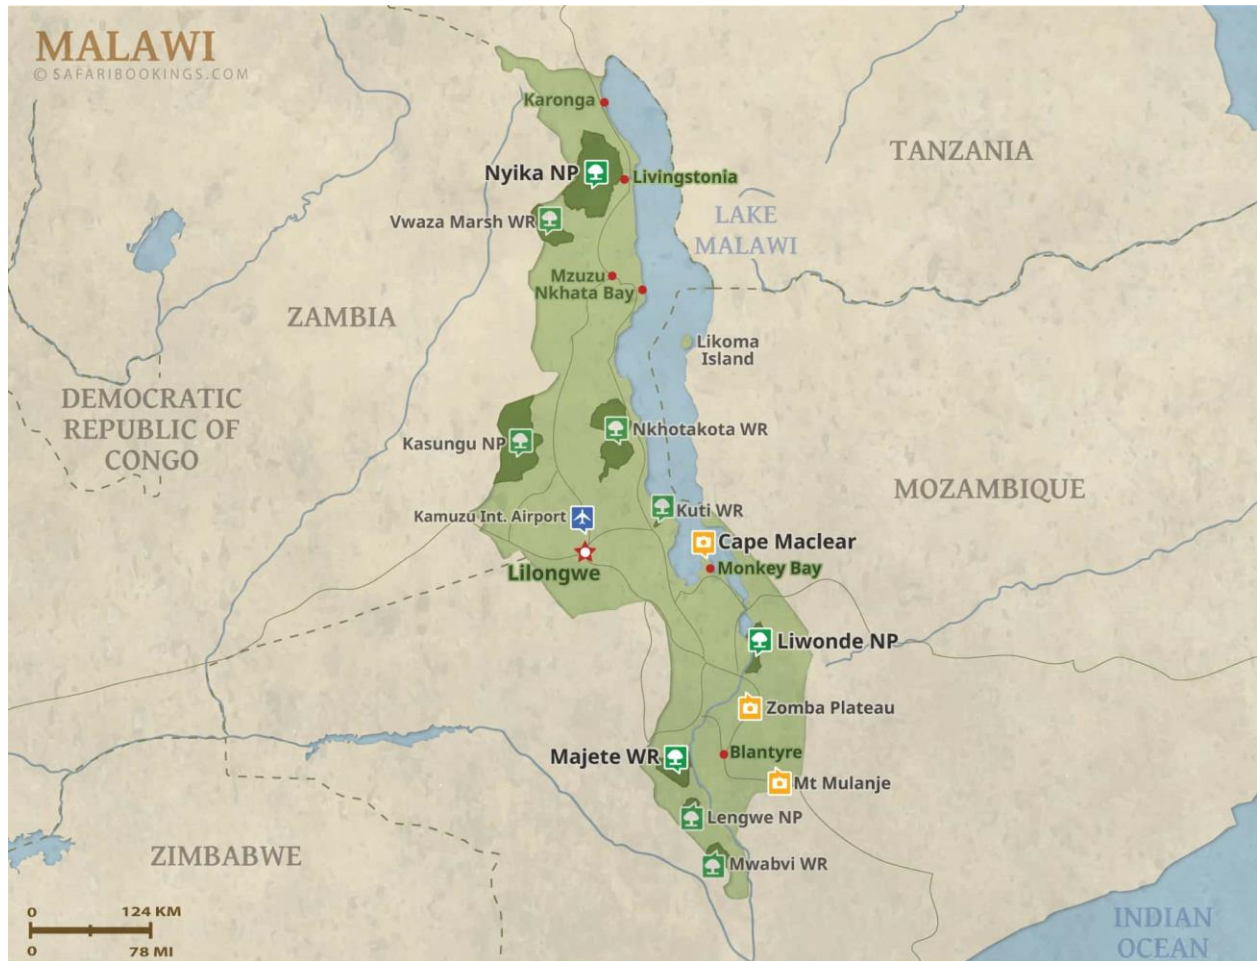 MALAWI
© SAFARIBOOKINGS.COM
Karonga
TANZANIA
Nyika NP
Livingstonia
Vwaza Marsh WR
LAKE
MALAWI
Mzuzu
Nkhata Bay
ZAMBIA
Likoma
Island
DEMOCRATIC
REPUBLIC OF
CONGO
Nkhotakota WR
Kasungu NP
MOZAMBIQUE
Kamuzu Int. Airport
Kuti WR
Cape Maclear
Lilongwe
Monkey Bay
Liwonde NP
Zomba Plateau
Majete WR
Blantyre
Mt Mulanje
Lengwe NP
ZIMBABWE
Mwabvi WR
0 124 KM
0 78 MI
INDIAN
OCEAN